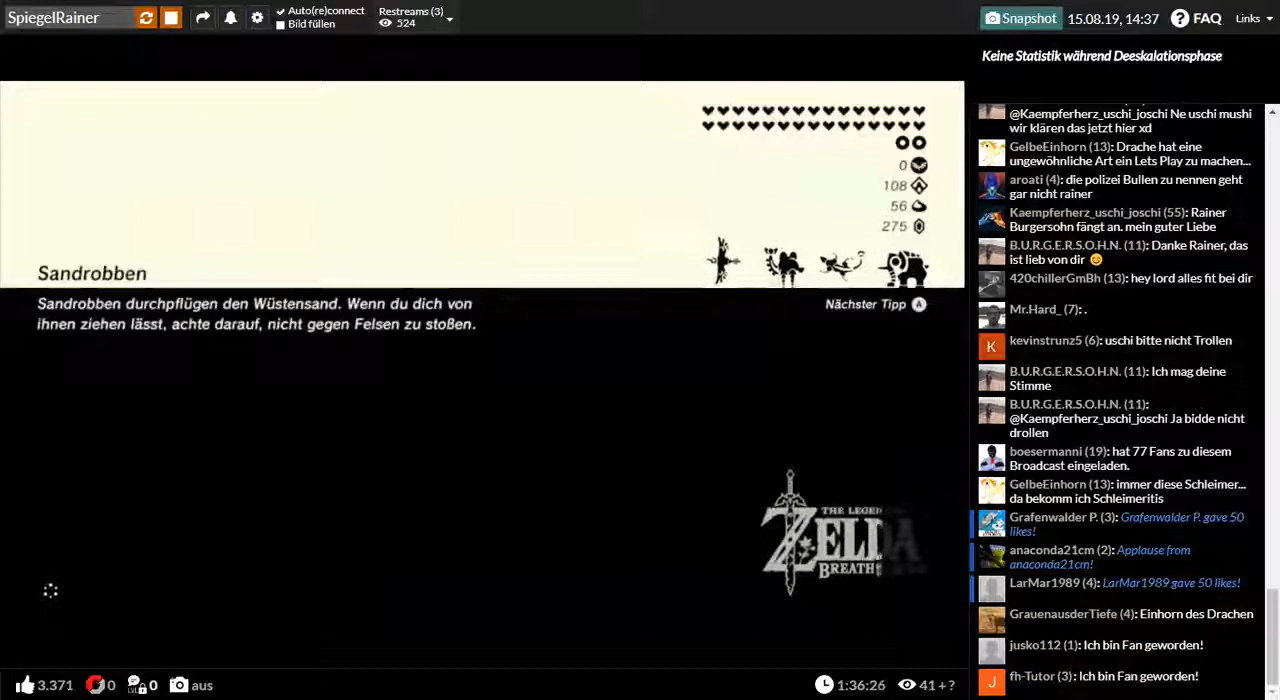 SpiegelRainer
Auto(re)connect
Bild füllen
Restreams (3)
524
Snapshot
15.08.19, 14:37
FAQ
Links
Keine Statistik während Deeskalationsphase
0
108
56
275
Sandrobben
Sandrobben durchpflügen den Wüstensand. Wenn du dich von
ihnen ziehen lässt, achte darauf, nicht gegen Felsen zu stoßen.
Nächster Tipp A
THE LEGEND
ZELDA
BREATH
3.371
0
LVL
0
aus
1:36:26
41 + ?
@Kaempferherz_uschi_joschi Ne uschi mushi
wir klären das jetzt hier xd
GelbeEinhorn (13): Drache hat eine
ungewöhnliche Art ein Lets Play zu machen...
aroati (4): die polizei Bullen zu nennen geht
gar nicht rainer
Kaempferherz_uschi_joschi (55): Rainer
Burgersohn fängt an. mein guter Liebe
B.U.R.G.E.R.S.O.H.N. (11): Danke Rainer, das
ist lieb von dir
420chillerGmBh (13): hey lord alles fit bei dir
Mr.Hard_ (7): .
K
kevinstrunz5 (6): uschi bitte nicht Trollen
B.U.R.G.E.R.S.O.H.N. (11): Ich mag deine
Stimme
B.U.R.G.E.R.S.O.H.N. (11):
@Kaempferherz_uschi_joschi Ja bidde nicht
drollen
boesermanni (19): hat 77 Fans zu diesem
Broadcast eingeladen.
GelbeEinhorn (13): immer diese Schleimer...
da bekomm ich Schleimeritis
Grafenwalder P. (3): Grafenwalder P. gave 50
likes!
anaconda21cm (2): Applause from
anaconda21cm!
LarMar1989 (4): LarMar1989 gave 50 likes!
GrauenausderTiefe (4): Einhorn des Drachen
jusko112 (1): Ich bin Fan geworden!
J
fh-Tutor (3): Ich bin Fan geworden!